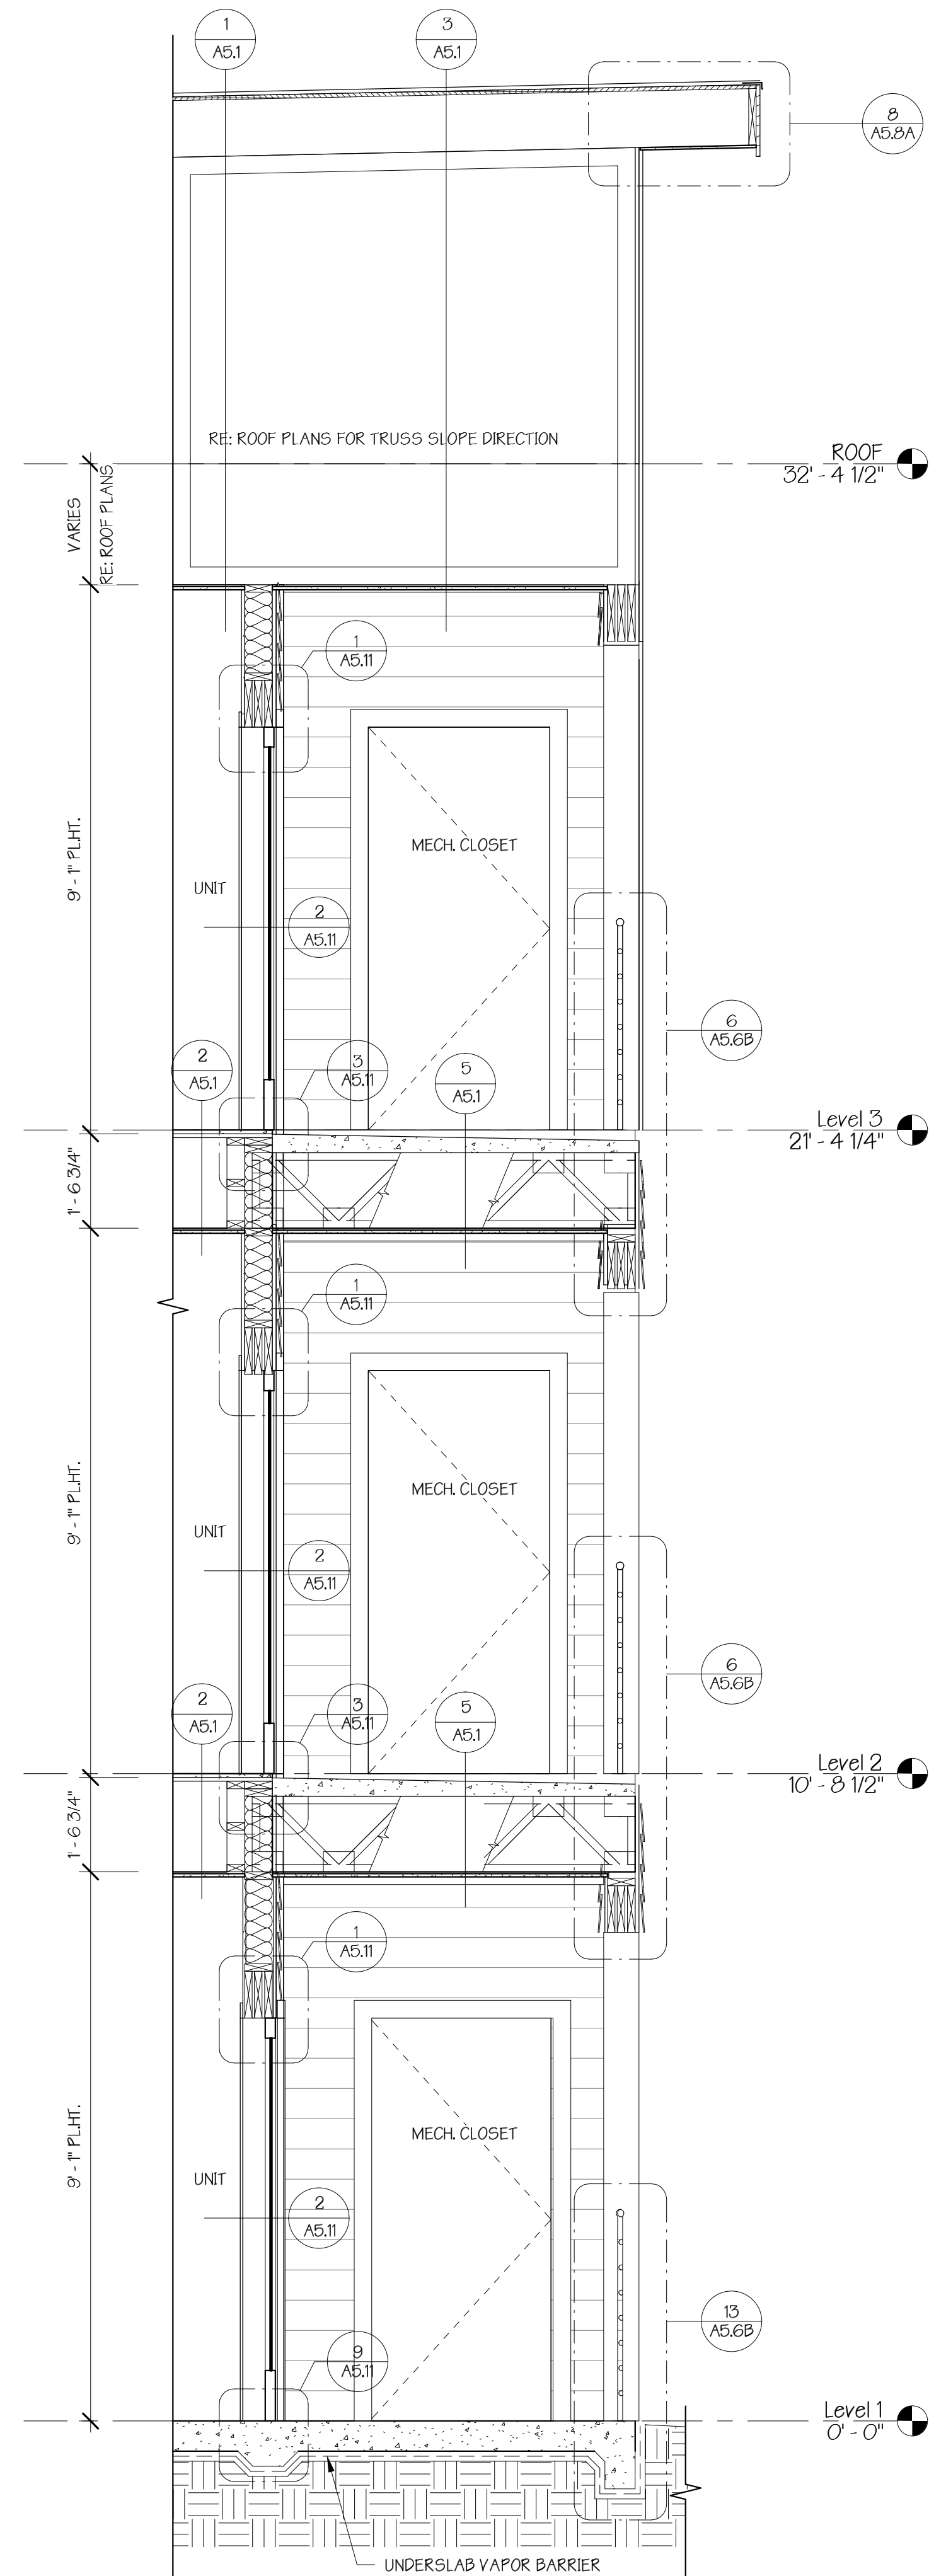 1
A5.1
3
A5.1
8
A5.8A
RE: ROOF PLANS FOR TRUSS SLOPE DIRECTION
ROOF
32' - 4 1/2"
VARIES
RE: ROOF PLANS
1
A5.11
9' - 1" PL.HT.
MECH. CLOSET
UNIT
2
A5.11
6
A5.6B
2
A5.1
3
A5.11
5
A5.1
Level 3
21' - 4 1/4"
1' - 6 3/4"
1
A5.11
9' - 1" PL.HT.
MECH. CLOSET
UNIT
2
A5.11
6
A5.6B
2
A5.1
3
A5.11
5
A5.1
Level 2
10' - 8 1/2"
1' - 6 3/4"
1
A5.11
9' - 1" PL.HT.
MECH. CLOSET
UNIT
2
A5.11
13
A5.6B
9
A5.11
Level 1
0' - 0"
UNDERSLAB VAPOR BARRIER